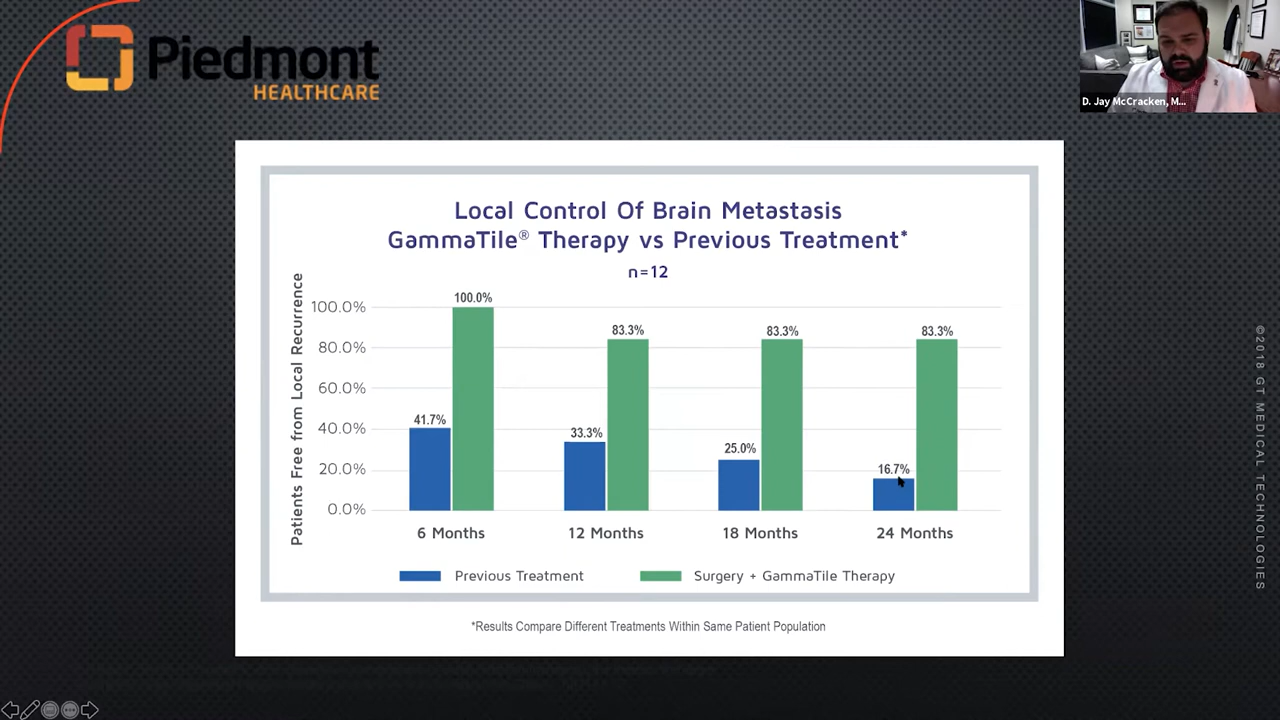 Piedmont
HEALTHCARE
D. Jay McCracken, M...
Local Control Of Brain Metastasis
GammaTile® Therapy vs Previous Treatment*
n=12
Patients Free from Local Recurrence
100.0%
80.0%
60.0%
40.0%
20.0%
0.0%
41.7%
100.0%
33.3%
83.3%
25.0%
83.3%
16.7%
83.3%
6 Months
12 Months
18 Months
24 Months
Previous Treatment
Surgery + GammaTile Therapy
*Results Compare Different Treatments Within Same Patient Population
©2018 GT MEDICAL TECHNOLOGIES